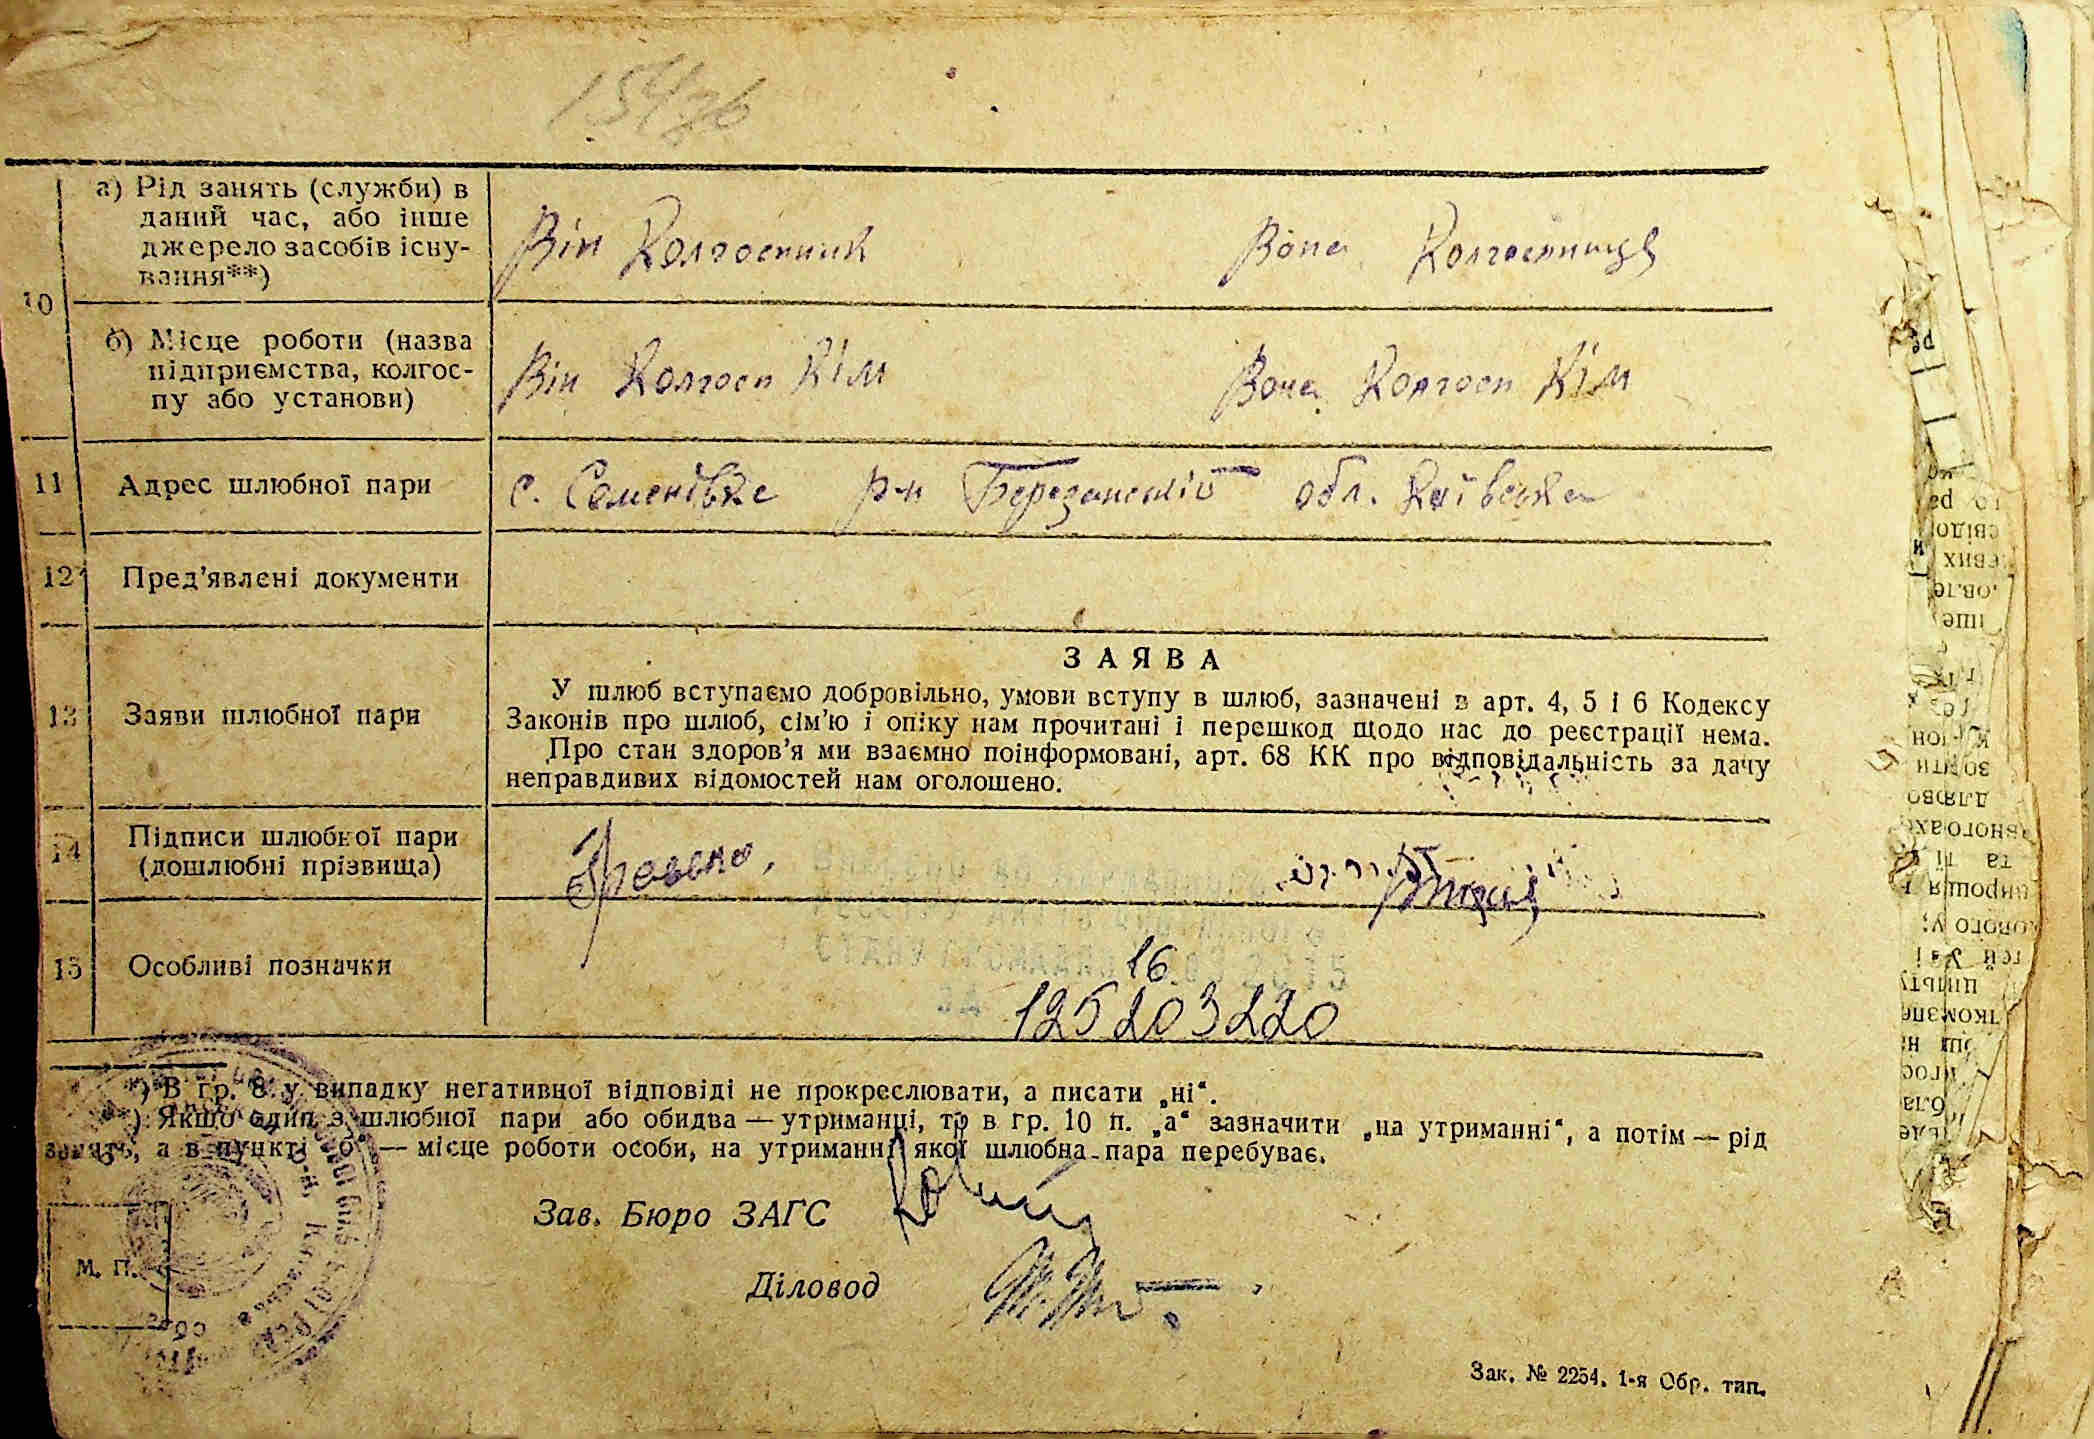 154зв
10
а) Рід занять (служби) в
даний час, або інше
джерело засобів існу-
вання**)
Він Колгоспник Вона Колгоспниця
б) Місце роботи (назва
підприємства, колгос-
пу або установи)
Він Колгосп Кім Вона Колгосп Кім
11 Адрес шлюбної пари с. Семенівка р-н Березанський обл. Київська
12 Пред’явлені документи
13 Заяви шлюбної пари
ЗАЯВА
У шлюб вступаємо добровільно, умови вступу в шлюб, зазначені в арт. 4, 5 і 6 Кодексу
Законів про шлюб, сім’ю і опіку нам прочитані і перешкод щодо нас до реєстрації нема.
Про стан здоров’я ми взаємно поінформовані, арт. 68 КК про відповідальність за дачу
неправдивих відомостей нам оголошено.
14 Підписи шлюбної пари
(дошлюбні прізвища)
15 Особливі позначки
СТАНУ ГРОМАДЯН
16
125203220
*) В гр. 8 у випадку негативної відповіді не прокреслювати, а писати „ні“.
**) Якщо один з шлюбної пари або обидва — утриманці, то в гр. 10 п. „а“ зазначити „на утриманні“, а потім — рід
занять, а в пункті „б“ — місце роботи особи, на утриманні якої шлюбна пара перебуває.
Зав. Бюро ЗАГС
М. П.
Діловод
Зак. № 2254. 1-я Обр. тип.